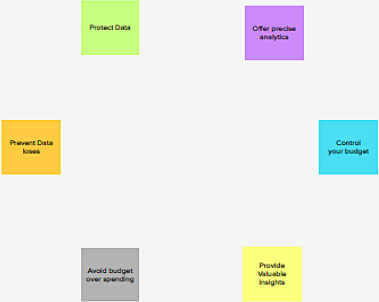 Protect Data
Offer precise
analytics
Prevent Data
loses
Control
your budget
Avoid budget
over spending
Provide
Valuable
Insights